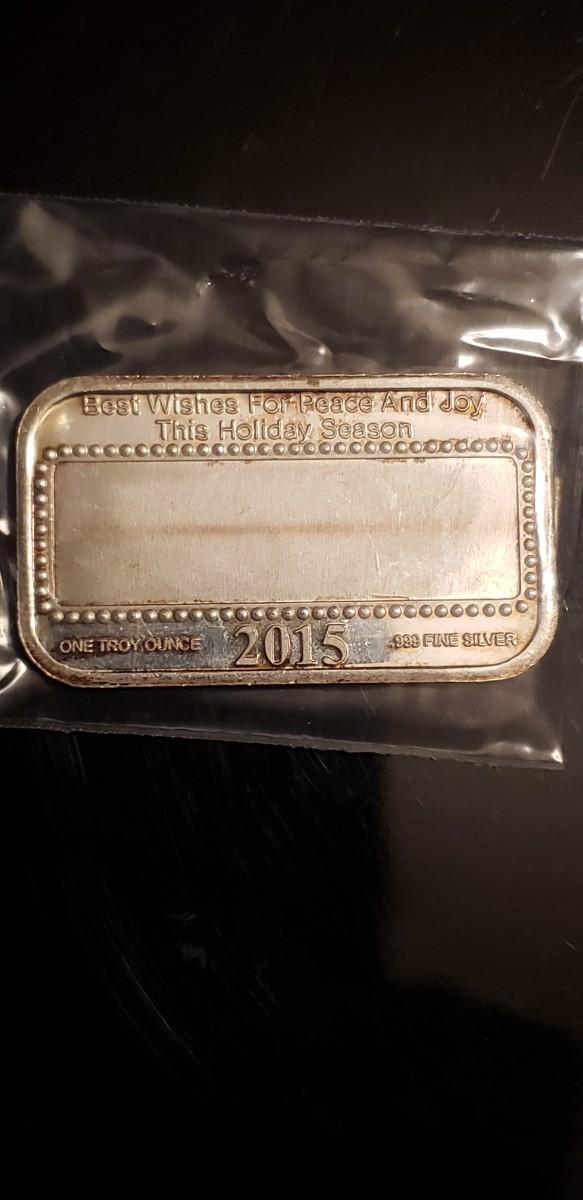 Best Wishes For Peace And Joy
This Holiday Season
ONE TROY OUNCE 2015 .999 FINE SILVER